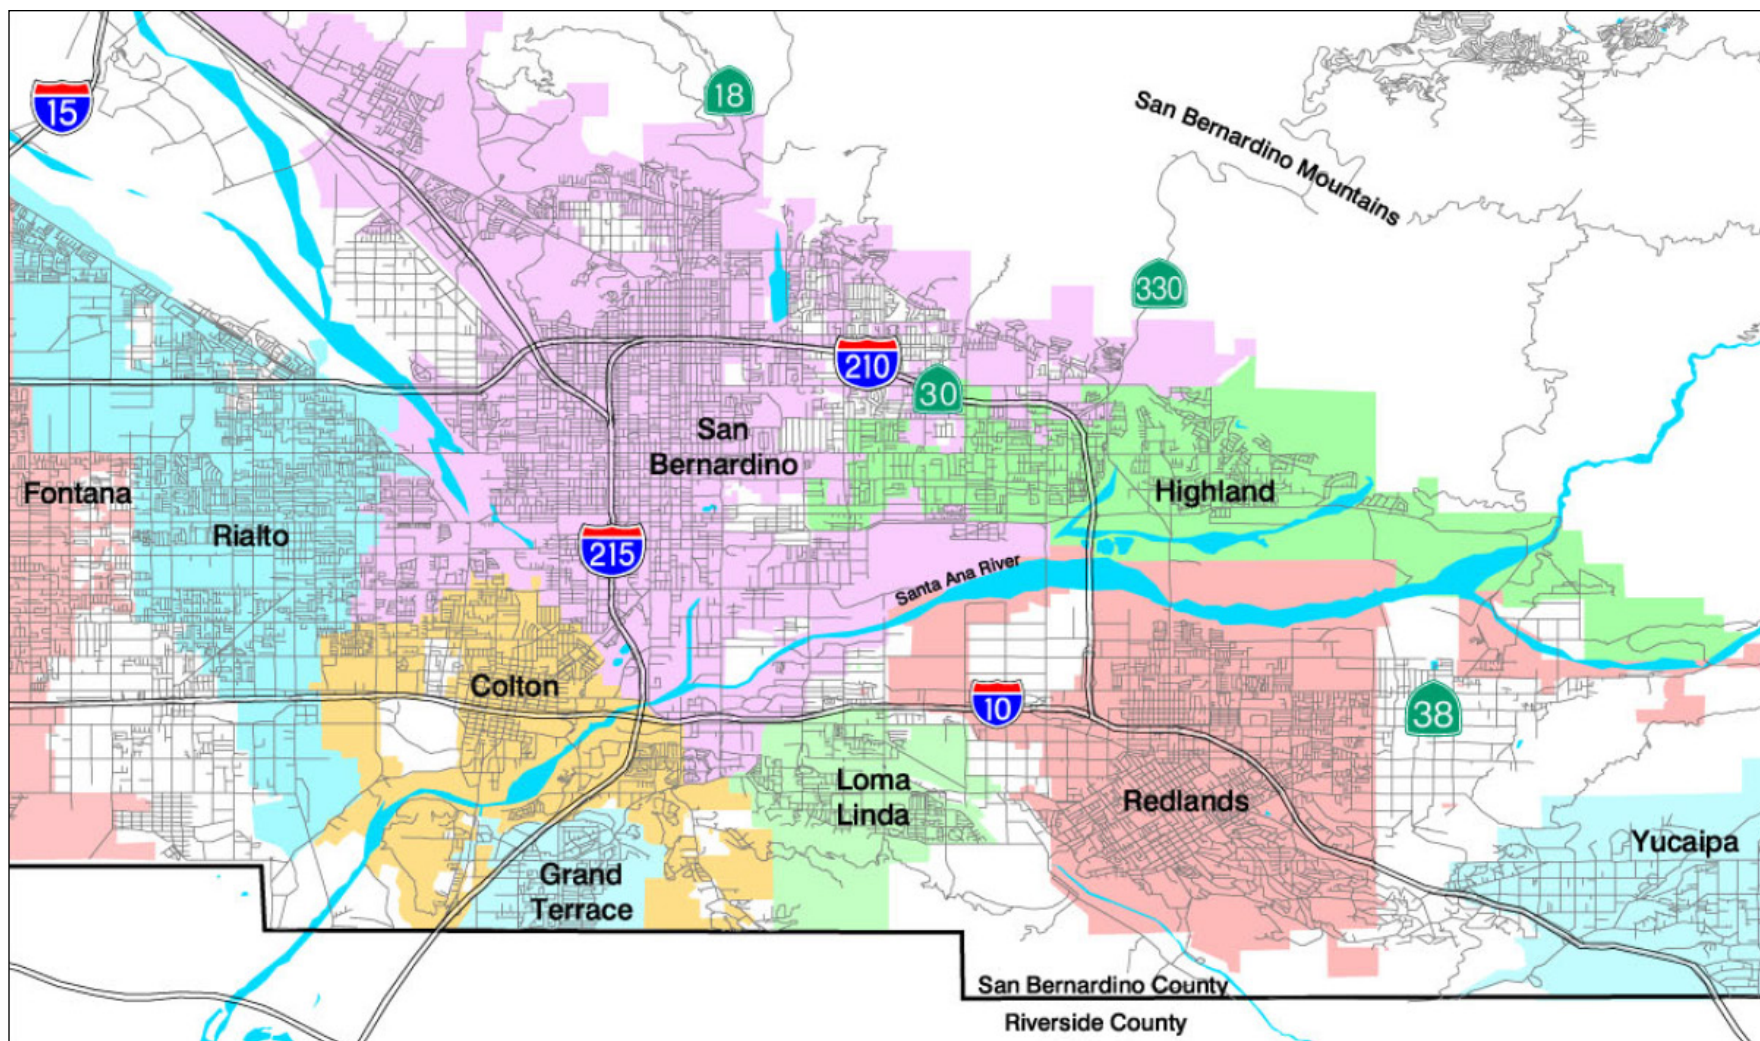 15
18
San Bernardino Mountains
330
210
30
San
Bernardino
Fontana
Rialto
Highland
215
Santa Ana River
Colton
10
38
Loma
Linda
Redlands
Yucaipa
Grand
Terrace
San Bernardino County
Riverside County